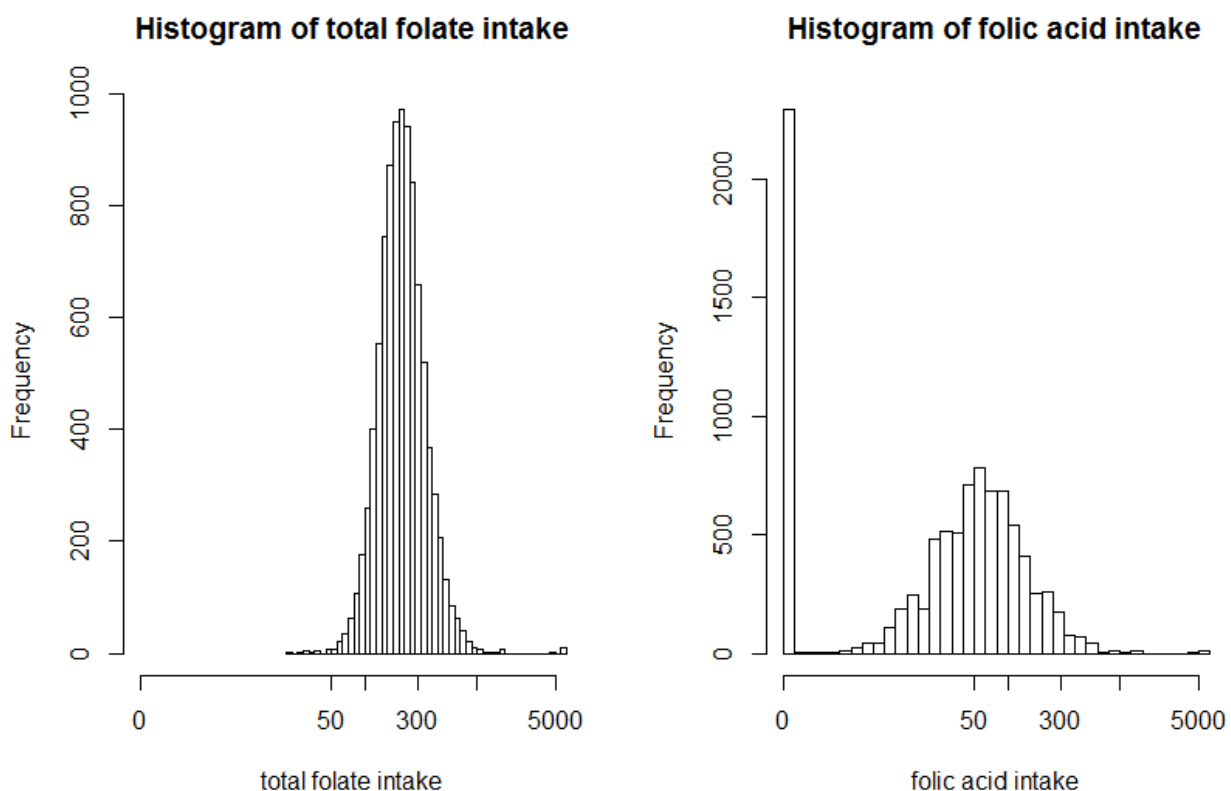 Histogram of total folate intake
Frequency
1000
800
600
400
200
0
0 50 300 5000
total folate intake
Histogram of folic acid intake
Frequency
2000
1500
1000
500
0
0 50 300 5000
folic acid intake